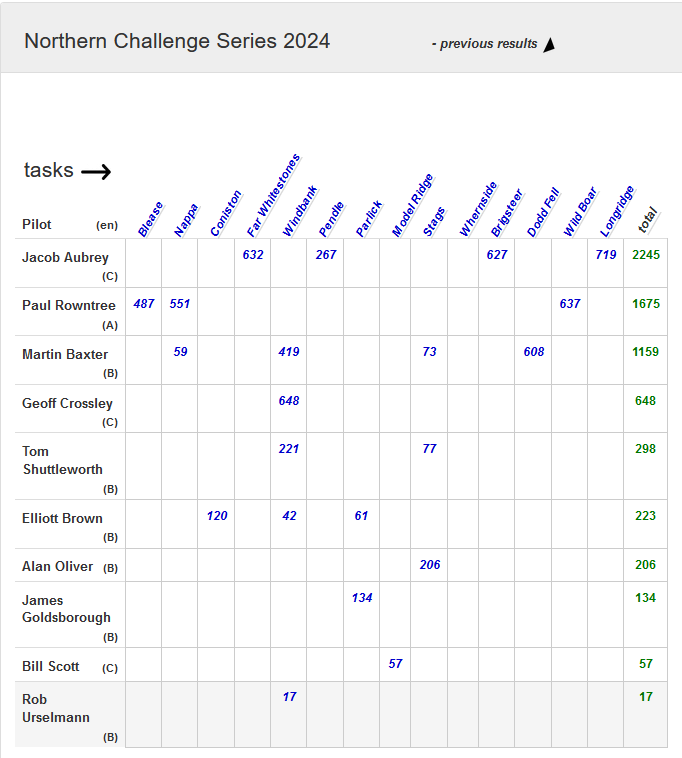 Northern Challenge Series 2024 - previous results
tasks
Pilot (en) Blease Nappa Coniston Far Whitestones Windbank Pendle Parlick Model Ridge Stags Whernside Brigsteer Dodd Fell Wild Boar Longridge total
Jacob Aubrey 632 267 627 719 2245
(C)
Paul Rowntree 487 551 637 1675
(A)
Martin Baxter 59 419 73 608 1159
(B)
Geoff Crossley 648 648
(C)
Tom 221 77 298
Shuttleworth
(B)
Elliott Brown 120 42 61 223
(B)
Alan Oliver (B) 206 206
James 134 134
Goldsborough
(B)
Bill Scott (C) 57 57
Rob 17 17
Urselmann
(B)